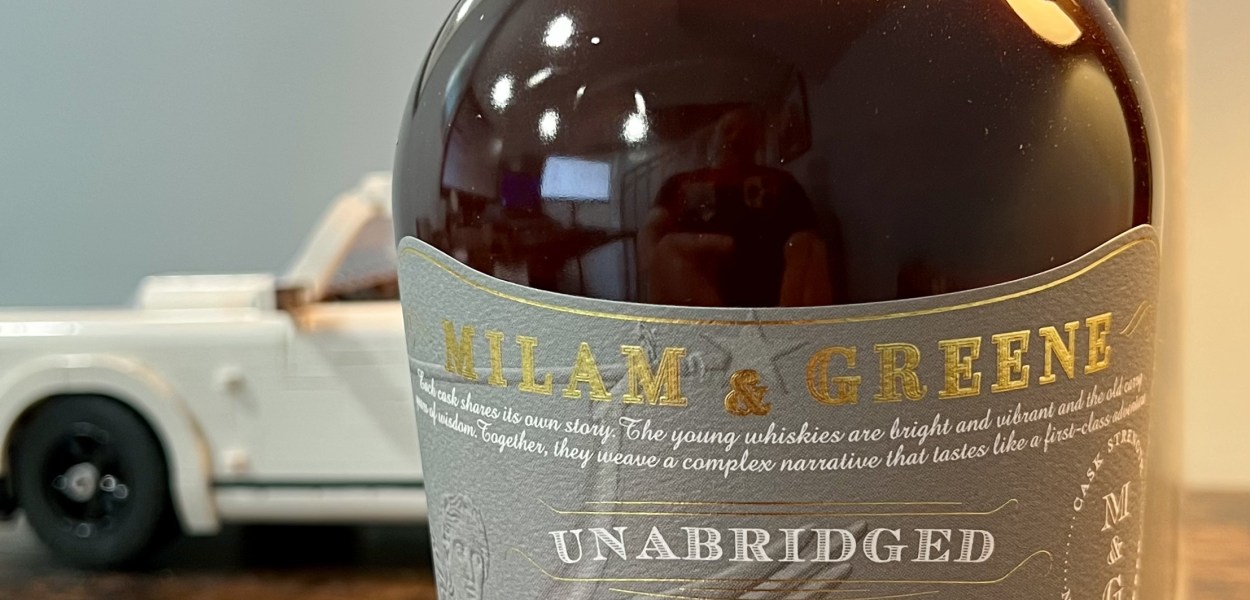 MILAM & GREENE
Each cask shares its own story. The young whiskies are bright and vibrant and the old carry
years of wisdom. Together, they weave a complex narrative that tastes like a first-class adventure
UNABRIDGED
CASK STRENGTH
M
&
G